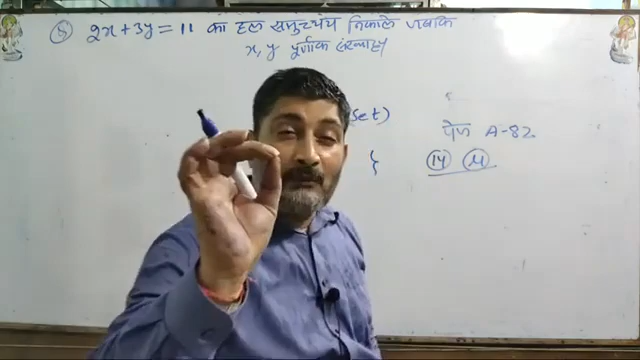 ⑧ 2x + 3y = 11 का हल समुच्चय निकालें जबकि
x, y पूर्णांक संख्या
(Set)
पेज A-82
}
14